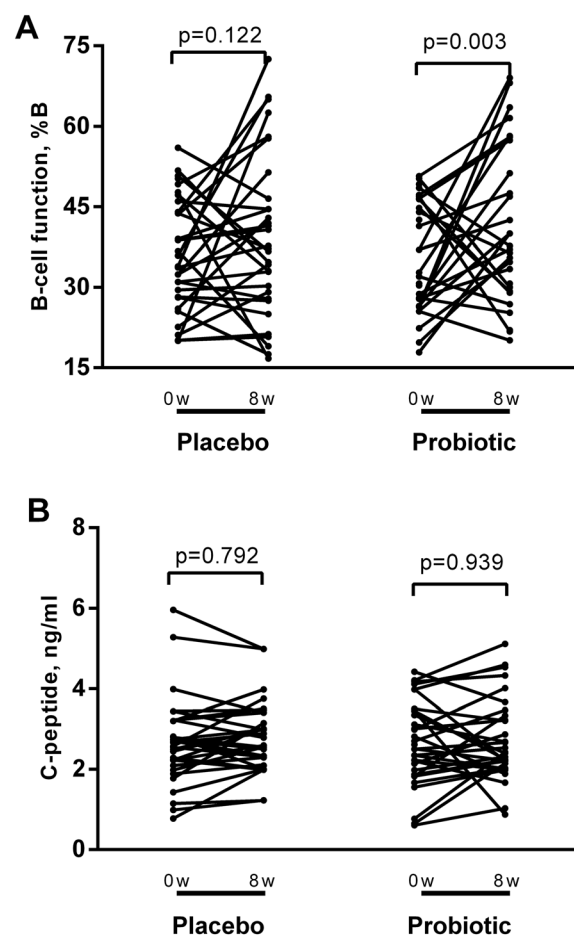 A
p=0.122
p=0.003
B-cell function, %B
75
60
45
30
15
0 w 8 w 0 w 8 w
Placebo Probiotic
B
p=0.792
p=0.939
C-peptide, ng/ml
8
6
4
2
0
0 w 8 w 0 w 8 w
Placebo Probiotic